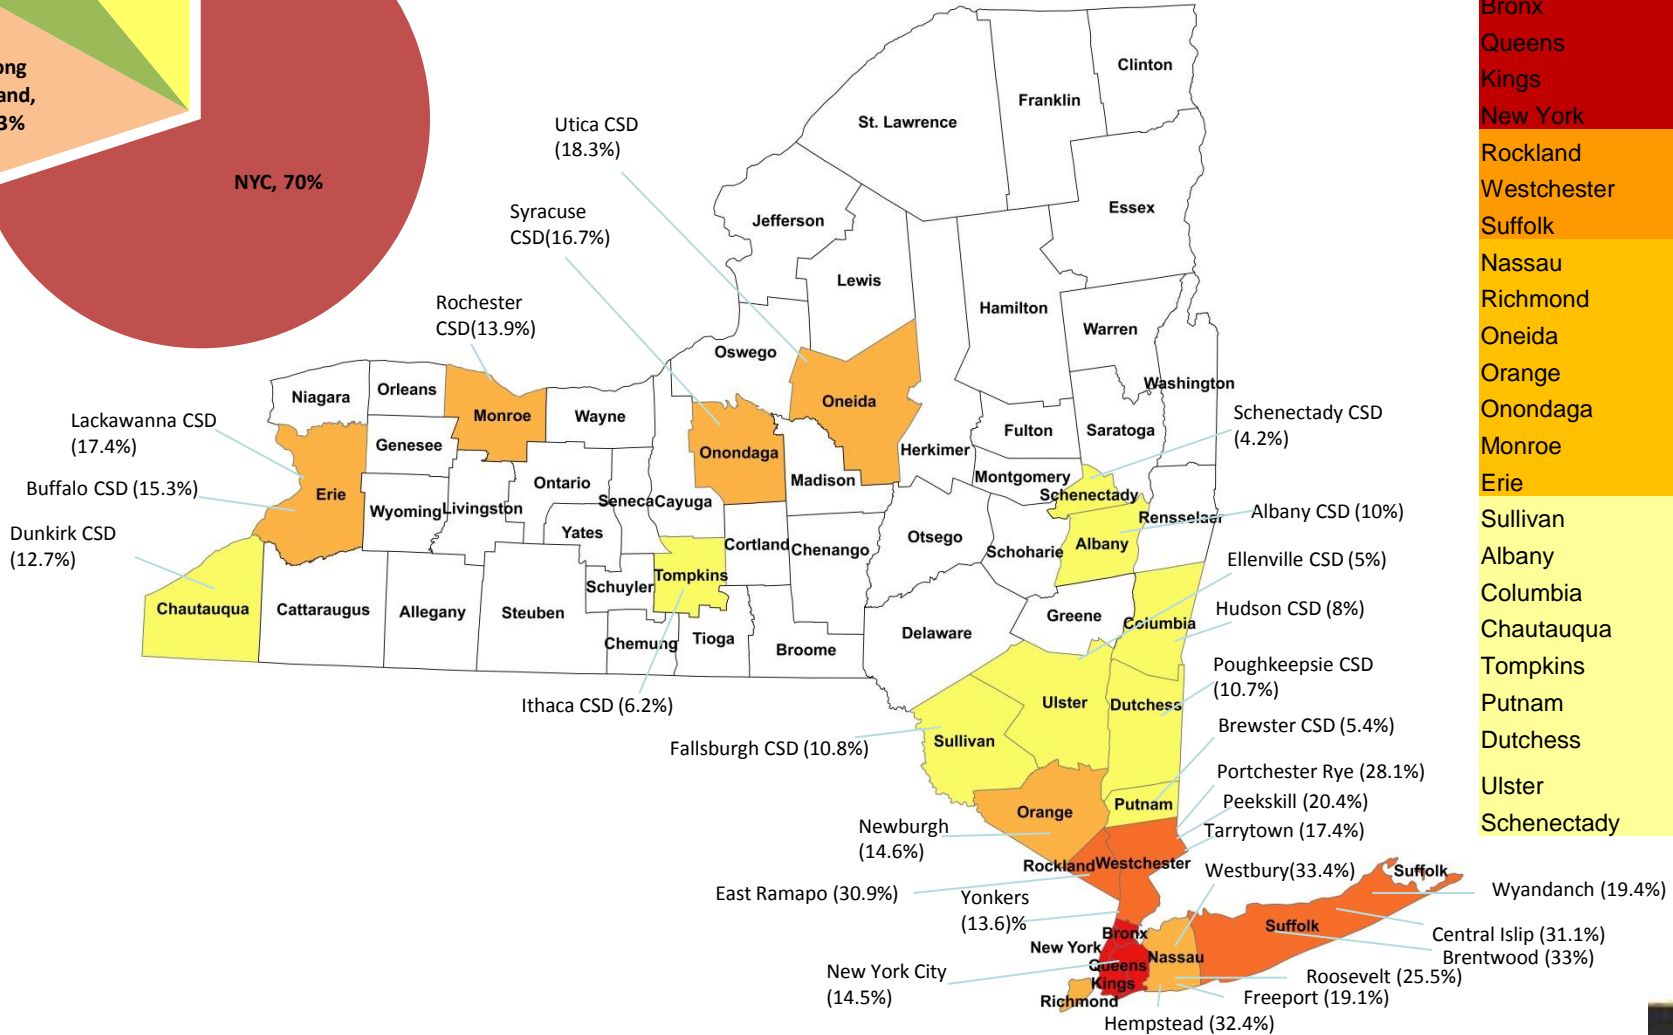 NYC, 70%
3%
Utica CSD
(18.3%)
Syracuse
CSD(16.7%)
Rochester
CSD(13.9%)
Lackawanna CSD
(17.4%)
Buffalo CSD (15.3%)
Dunkirk CSD
(12.7%)
Ithaca CSD (6.2%)
Fallsburgh CSD (10.8%)
Newburgh
(14.6%)
East Ramapo (30.9%)
Yonkers
(13.6)%
New York City
(14.5%)
Schenectady CSD
(4.2%)
Albany CSD (10%)
Ellenville CSD (5%)
Hudson CSD (8%)
Poughkeepsie CSD
(10.7%)
Brewster CSD (5.4%)
Portchester Rye (28.1%)
Peekskill (20.4%)
Tarrytown (17.4%)
Westbury(33.4%)
Wyandanch (19.4%)
Central Islip (31.1%)
Brentwood (33%)
Roosevelt (25.5%)
Freeport (19.1%)
Hempstead (32.4%)
Clinton
Franklin
St. Lawrence
Essex
Jefferson
Lewis
Hamilton
Warren
Oswego
Washington
Niagara
Orleans
Monroe
Wayne
Oneida
Genesee
Onondaga
Herkimer
Fulton
Saratoga
Madison
Montgomery
Schenectady
Erie
Ontario
Seneca
Cayuga
Wyoming
Livingston
Yates
Rensselaer
Cortland
Chenango
Otsego
Schoharie
Albany
Chautauqua
Cattaraugus
Allegany
Steuben
Schuyler
Tompkins
Chemung
Tioga
Broome
Delaware
Greene
Columbia
Ulster
Dutchess
Sullivan
Orange
Putnam
Rockland
Westchester
Suffolk
Suffolk
Bronx
New York
Nassau
Queens
Kings
Richmond
Bronx
Queens
Kings
New York
Rockland
Westchester
Suffolk
Nassau
Richmond
Oneida
Orange
Onondaga
Monroe
Erie
Sullivan
Albany
Columbia
Chautauqua
Tompkins
Putnam
Dutchess
Ulster
Schenectady